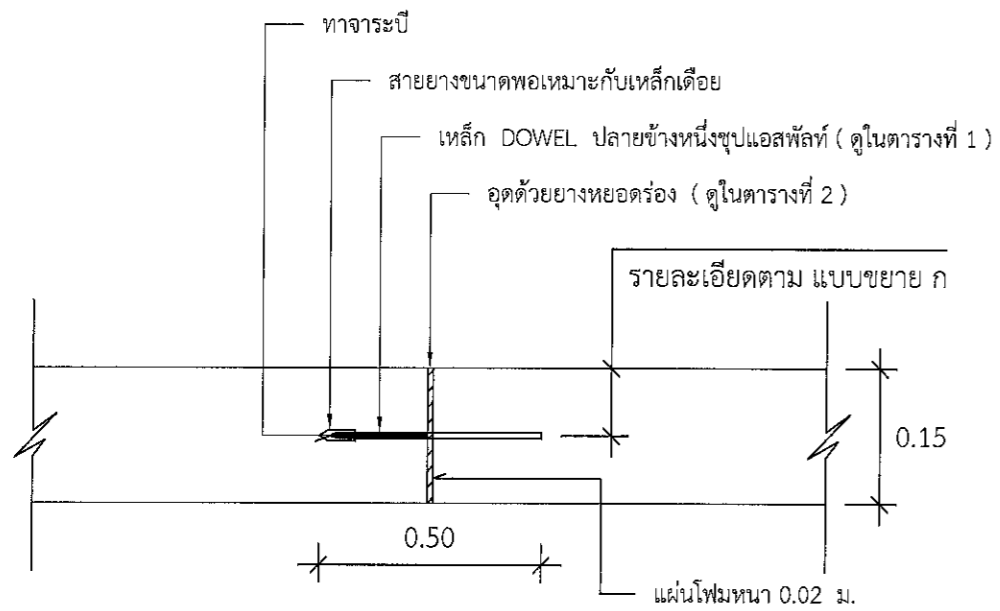 ทาจาระบี
สายยางขนาดพอเหมาะกับเหล็กเดือย
เหล็ก DOWEL ปลายข้างหนึ่งชุปแอสพัลท์ ( ดูในตารางที่ 1 )
อุดด้วยยางหยอดร่อง ( ดูในตารางที่ 2 )
รายละเอียดตาม แบบขยาย ก
0.15
0.50
แผ่นโฟมหนา 0.02 ม.